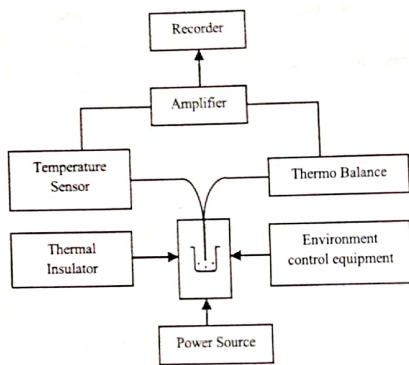 Recorder
Amplifier
Temperature
Sensor
Thermo Balance
Thermal
Insulator
Environment
control equipment
Power Source